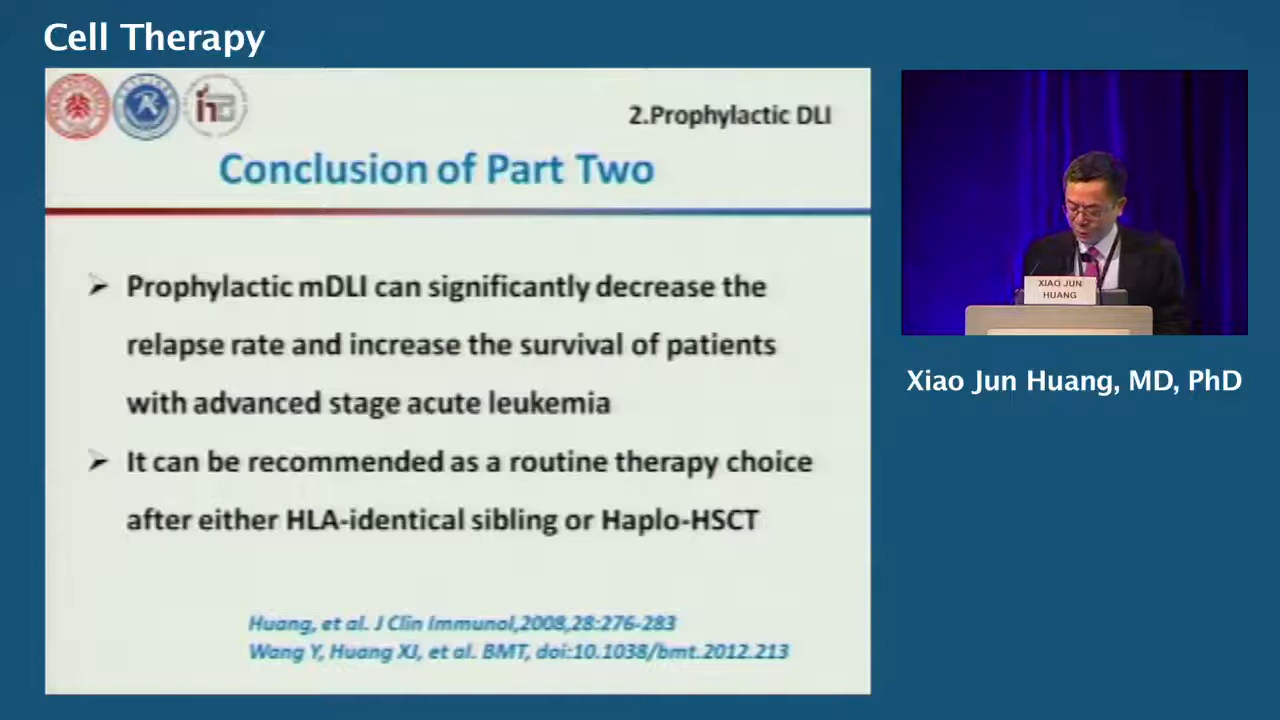 Cell Therapy
2.Prophylactic DLI
Conclusion of Part Two
Prophylactic mDLI can significantly decrease the
relapse rate and increase the survival of patients
with advanced stage acute leukemia
It can be recommended as a routine therapy choice
after either HLA-identical sibling or Haplo-HSCT
Huang, et al. J Clin Immunol,2008,28:276-283
Wang Y, Huang XJ, et al. BMT, doi:10.1038/bmt.2012.213
XIAO JUN
HUANG
Xiao Jun Huang, MD, PhD